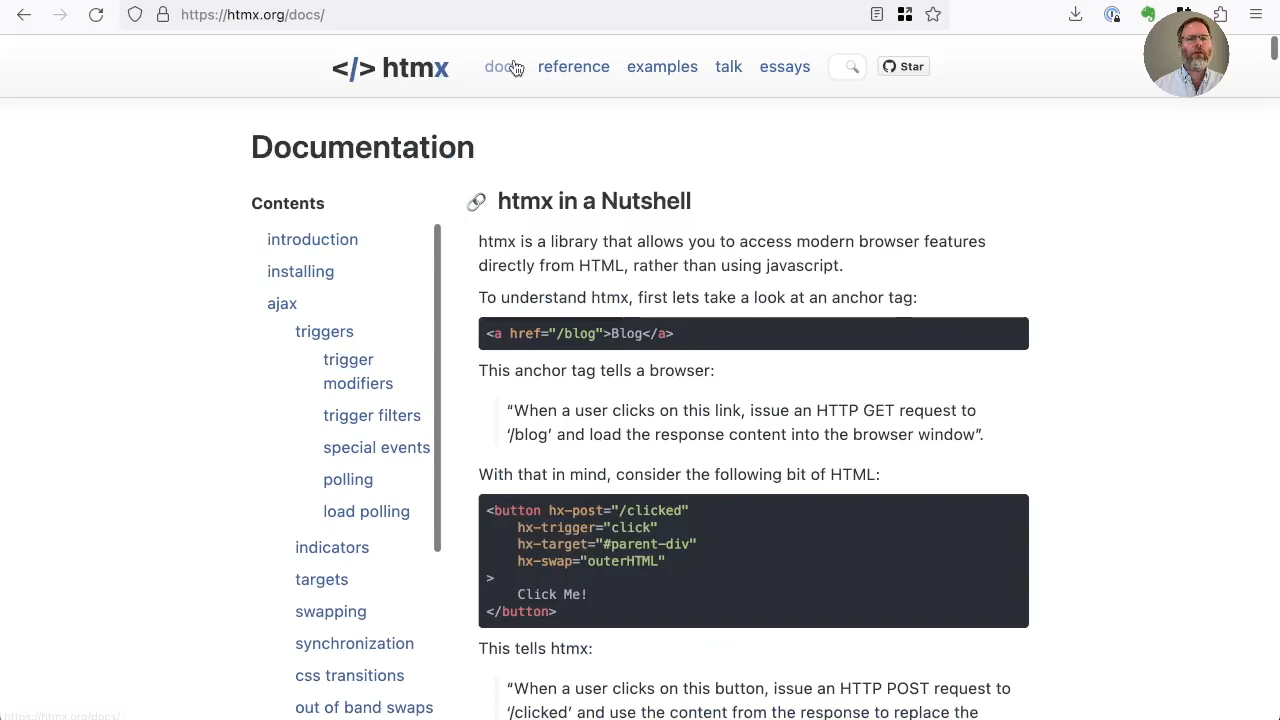 https://htmx.org/docs/
</> htmx
docs
reference
examples
talk
essays
Star
Documentation
Contents
introduction
installing
ajax
triggers
trigger
modifiers
trigger filters
special events
polling
load polling
indicators
targets
swapping
synchronization
css transitions
out of band swaps
htmx in a Nutshell
htmx is a library that allows you to access modern browser features
directly from HTML, rather than using javascript.
To understand htmx, first lets take a look at an anchor tag:
<a href="/blog">Blog</a>
This anchor tag tells a browser:
“When a user clicks on this link, issue an HTTP GET request to
‘/blog’ and load the response content into the browser window”.
With that in mind, consider the following bit of HTML:
<button hx-post="/clicked"
hx-trigger="click"
hx-target="#parent-div"
hx-swap="outerHTML"
>
Click Me!
</button>
This tells htmx:
“When a user clicks on this button, issue an HTTP POST request to
‘/clicked’ and use the content from the response to replace the
https://htmx.org/docs/